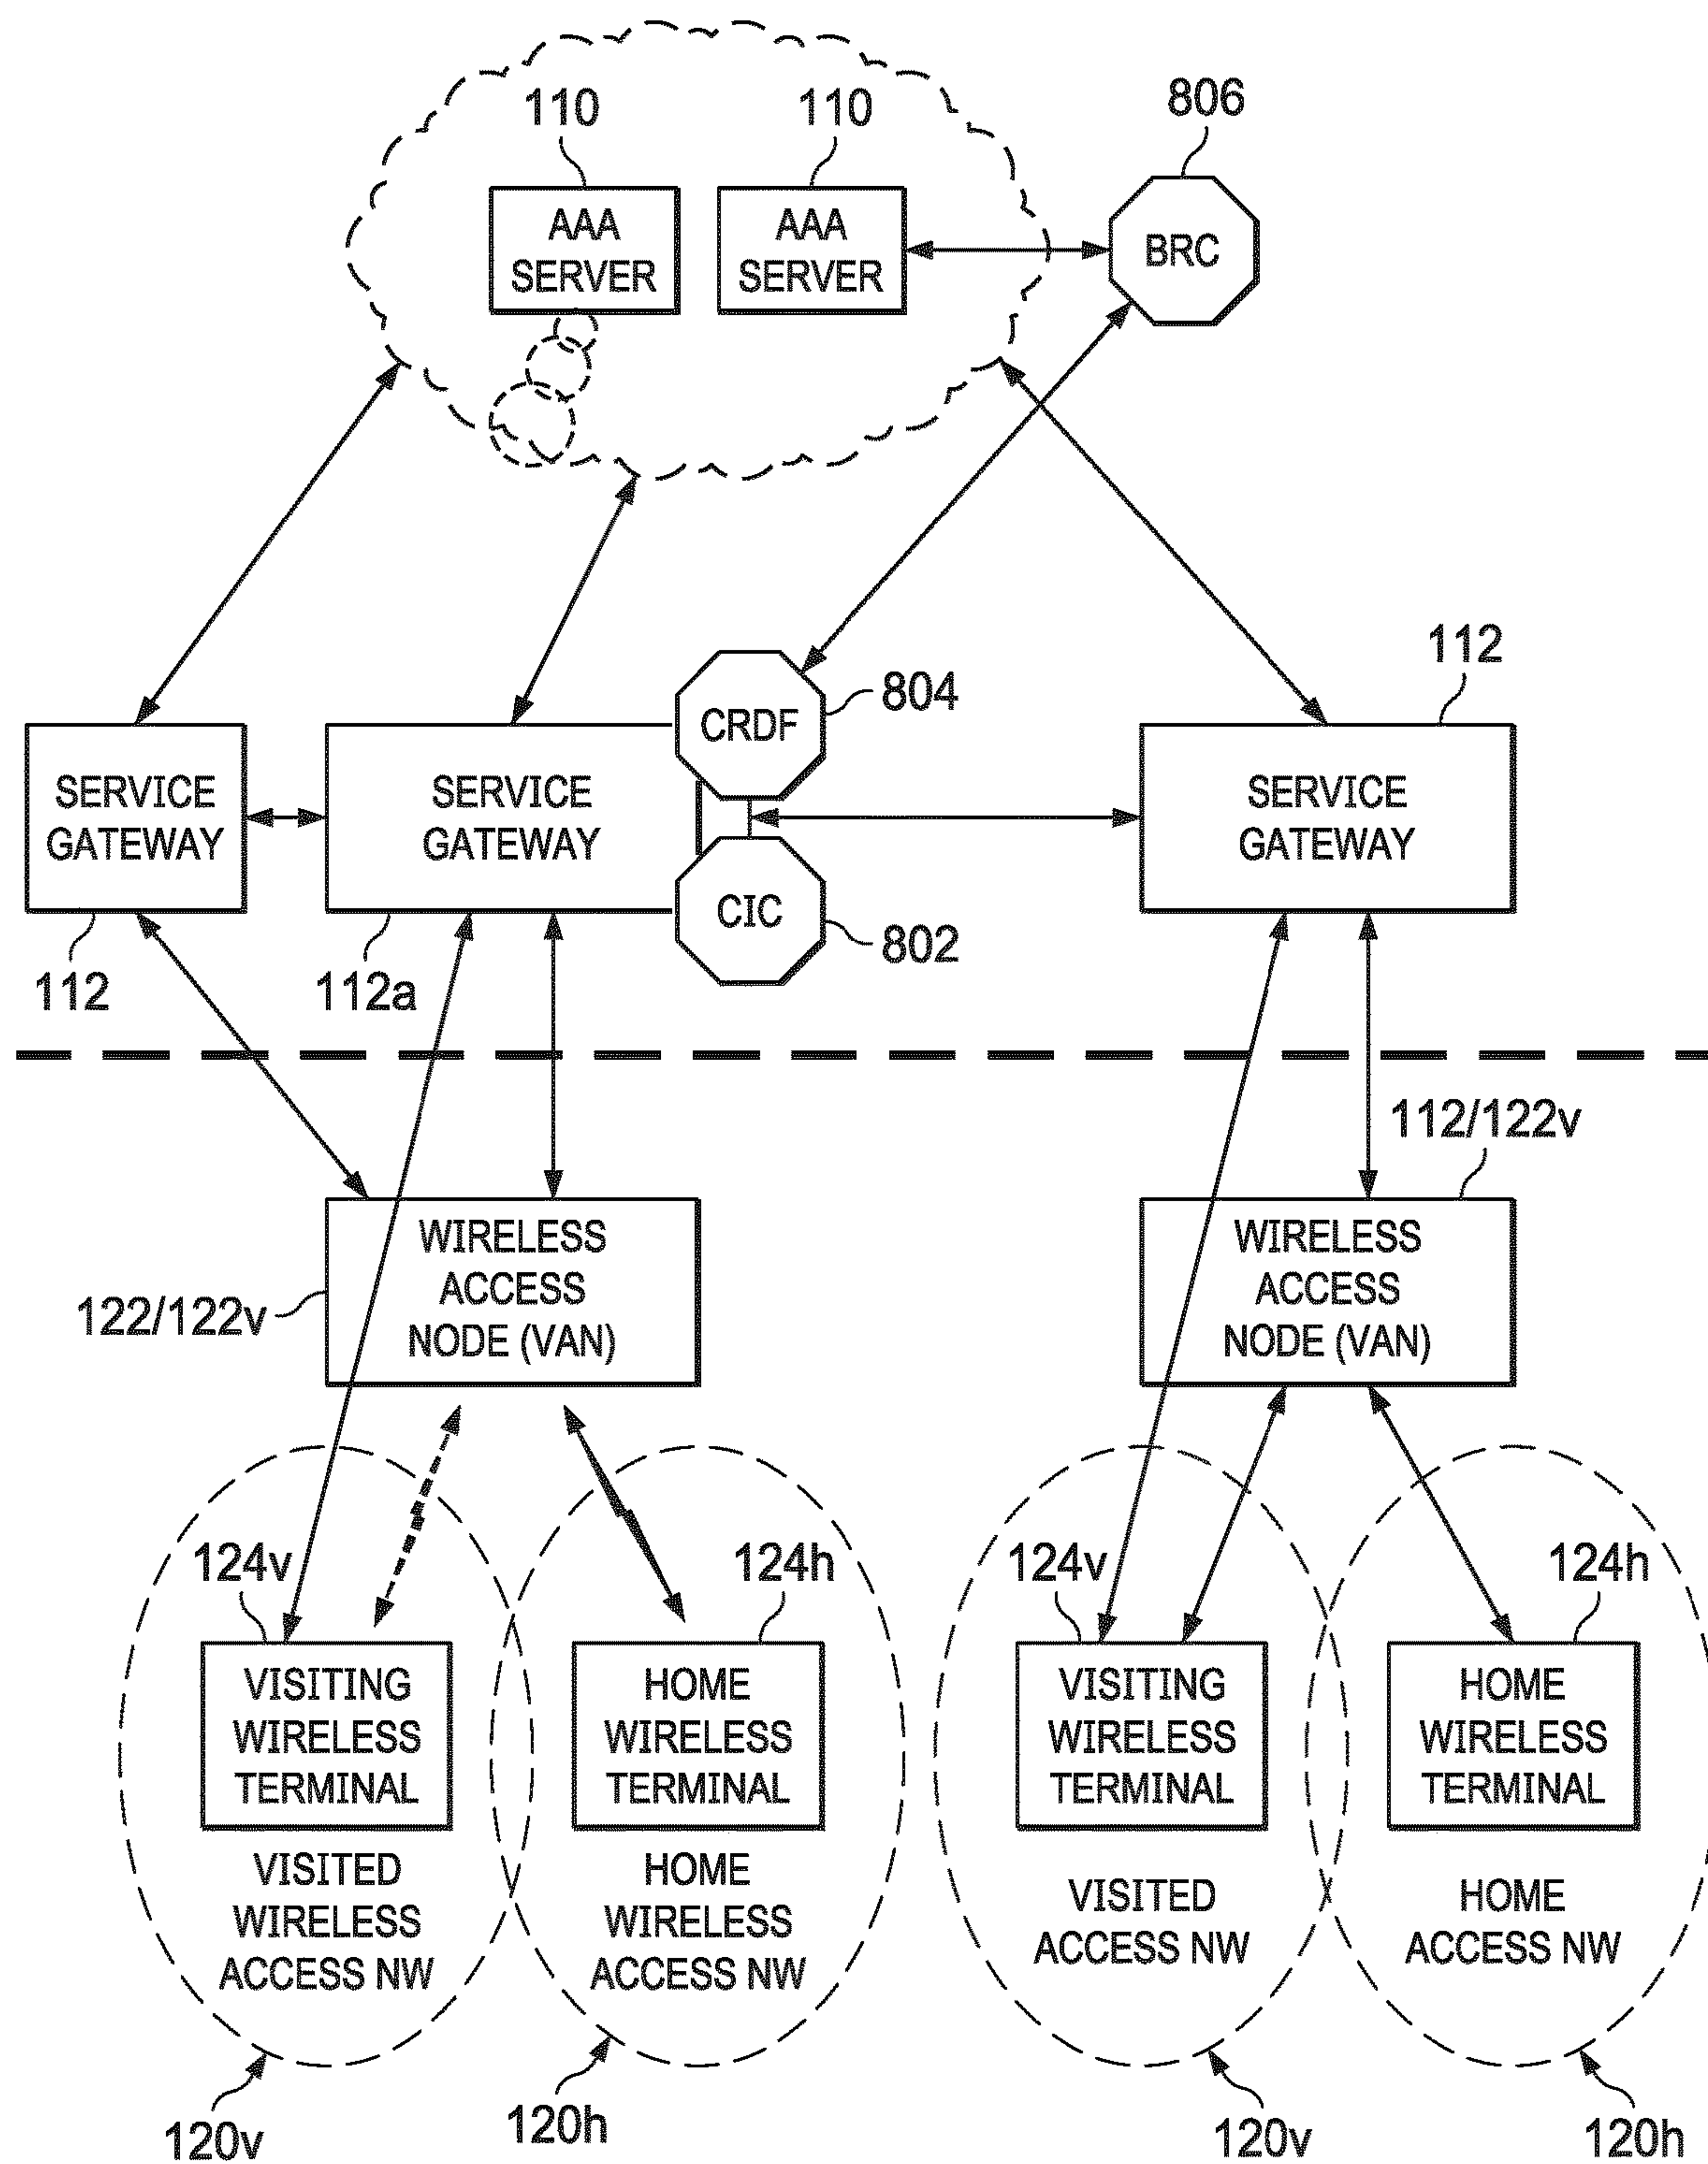 110
110
806
AAA
SERVER
AAA
SERVER
BRC
112
804
CRDF
SERVICE
GATEWAY
SERVICE
GATEWAY
SERVICE
GATEWAY
CIC
802
112
112a
112/122v
WIRELESS
ACCESS
NODE (VAN)
WIRELESS
ACCESS
NODE (VAN)
122/122v
124v
124h
124v
124h
VISITING
WIRELESS
TERMINAL
HOME
WIRELESS
TERMINAL
VISITING
WIRELESS
TERMINAL
HOME
WIRELESS
TERMINAL
VISITED
WIRELESS
ACCESS NW
HOME
WIRELESS
ACCESS NW
VISITED
ACCESS NW
HOME
ACCESS NW
120v
120h
120v
120h